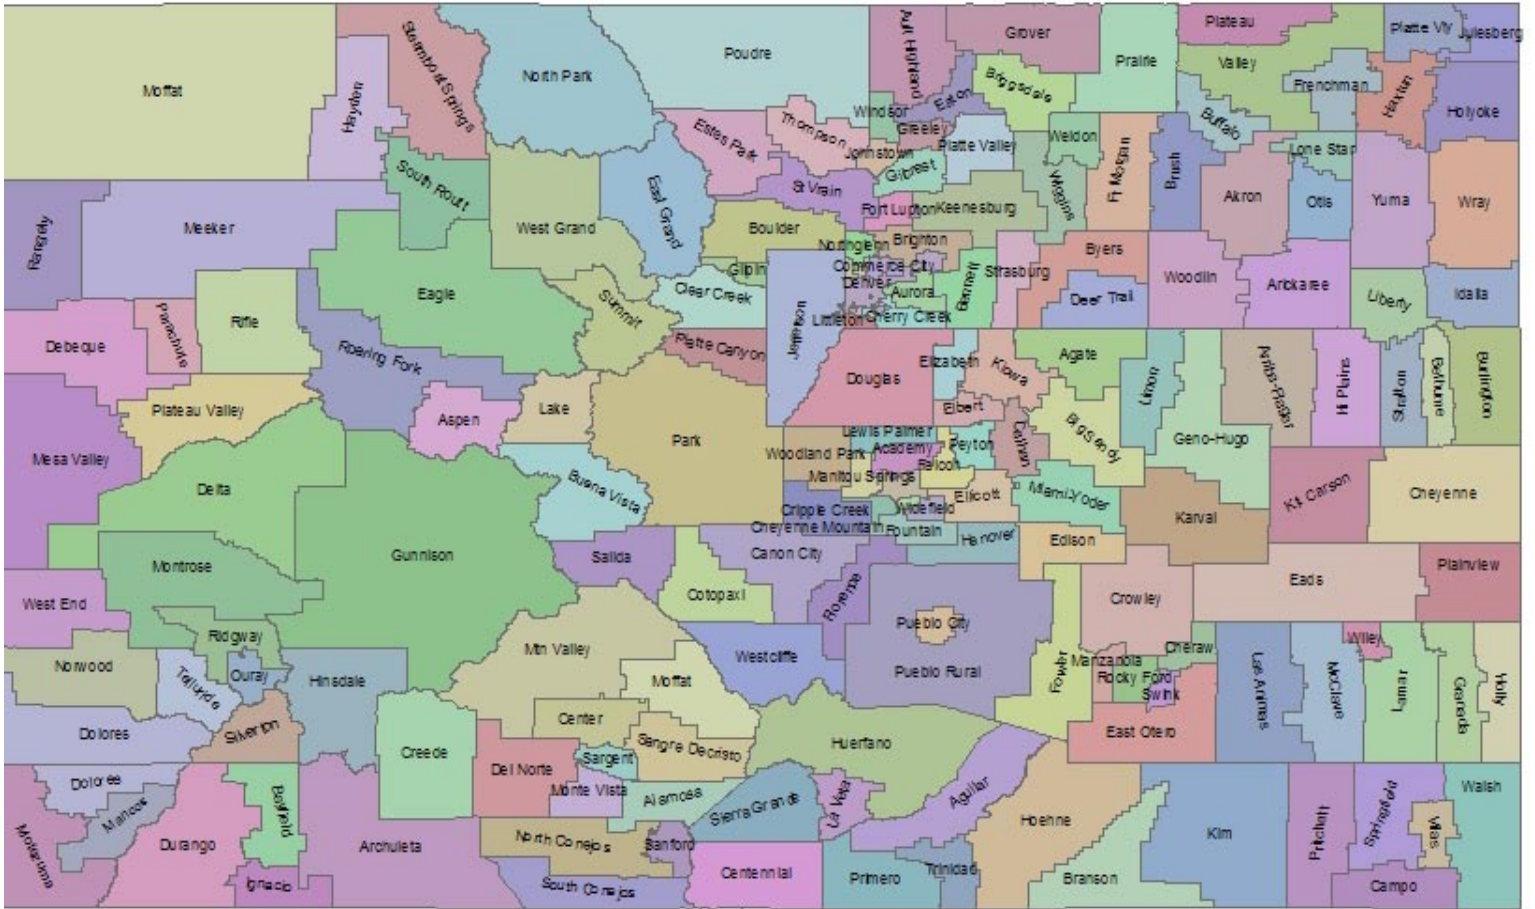 Moffat
Hayden
Steamboat Springs
North Park
Poudre
Ault Highland
Grover
Prairie
Plateau
Platte Vly
Julesberg
Valley
Frenchman
Haxtun
Holyoke
Briggsdale
Eaton
Windsor
Greeley
Platte Valley
Weldon
Ft Morgan
Brush
Buffalo
Lone Star
Estes Park
Thompson
Johnstown
Gilcrest
St Vrain
Fort Lupton
Keenesburg
Wiggins
Akron
Otis
Yuma
Wray
South Routt
West Grand
East Grand
Boulder
Rangely
Meeker
Northglenn
Brighton
Commerce City
Denver
Aurora
Bennett
Strasburg
Byers
Deer Trail
Woodlin
Arickaree
Liberty
Idalia
Gilpin
Clear Creek
Jefferson
Littleton
Cherry Creek
Eagle
Summit
Rifle
Parachute
Debeque
Roaring Fork
Platte Canyon
Douglas
Elizabeth
Kiowa
Agate
Limon
Arriba-Flagler
Hi Plains
Stratton
Bethune
Burlington
Plateau Valley
Aspen
Lake
Park
Elbert
Big Sandy
Geno-Hugo
Mesa Valley
Woodland Park
Lewis Palmer
Academy
Peyton
Calhan
Falcon
Manitou Springs
Ellicott
Miami-Yoder
Kit Carson
Cheyenne
Delta
Buena Vista
Cripple Creek
Widefield
Cheyenne Mountain
Fountain
Hanover
Edison
Karval
Montrose
Gunnison
Salida
Canon City
Cotopaxi
Florence
Eads
Plainview
West End
Crowley
Ridgway
Pueblo City
Norwood
Telluride
Ouray
Hinsdale
Mtn Valley
Westcliffe
Pueblo Rural
Fowler
Manzanola
Cheraw
Rocky Ford
Swink
Las Animas
McClave
Wiley
Lamar
Granada
Holly
Moffat
Dolores
Silverton
Creede
Center
Sangre Decristo
Huerfano
East Otero
Dolores
Mancos
Bayfield
Del Norte
Sargent
Monte Vista
Alamosa
Sierra Grande
La Veta
Aguilar
Hoehne
Kim
Pritchett
Springfield
Vilas
Walsh
Motezuma
Durango
Archuleta
North Conejos
Sanford
Ignacio
South Conejos
Centennial
Primero
Trinidad
Branson
Campo